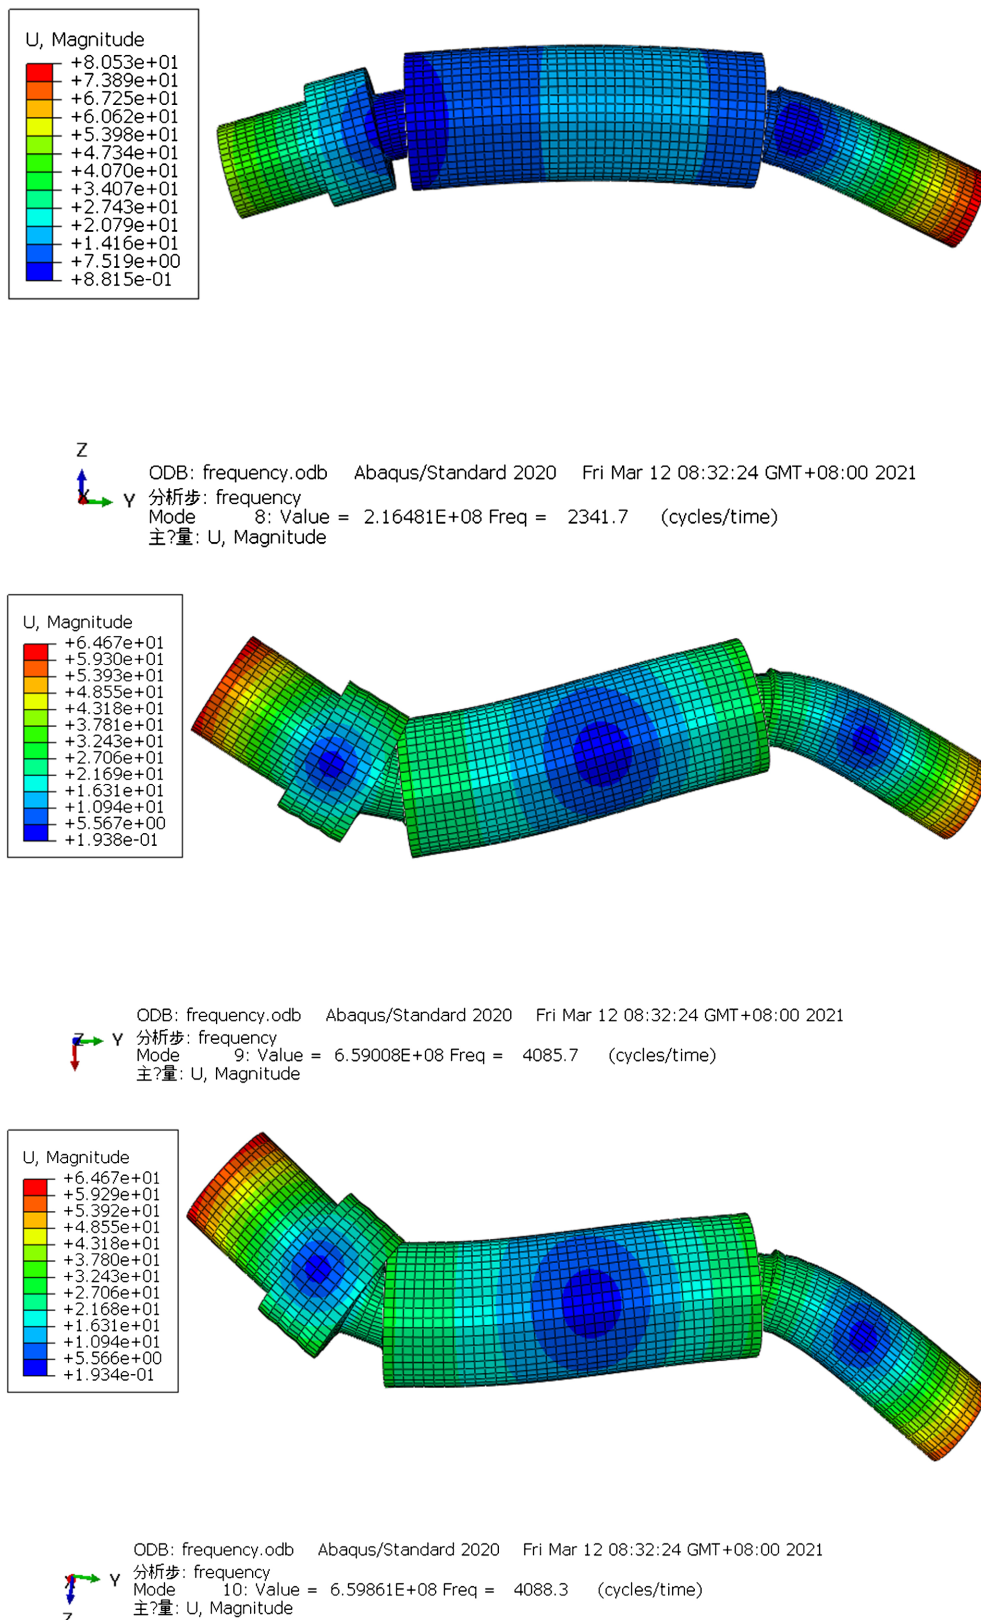 U, Magnitude
+8.053e+01
+7.389e+01
+6.725e+01
+6.062e+01
+5.398e+01
+4.734e+01
+4.070e+01
+3.407e+01
+2.743e+01
+2.079e+01
+1.416e+01
+7.519e+00
+8.815e-01
Z
X Y
ODB: frequency.odb Abaqus/Standard 2020 Fri Mar 12 08:32:24 GMT+08:00 2021
分析步: frequency
Mode 8: Value = 2.16481E+08 Freq = 2341.7 (cycles/time)
主?量: U, Magnitude
U, Magnitude
+6.467e+01
+5.930e+01
+5.393e+01
+4.855e+01
+4.318e+01
+3.781e+01
+3.243e+01
+2.706e+01
+2.169e+01
+1.631e+01
+1.094e+01
+5.567e+00
+1.938e-01
Z Y
ODB: frequency.odb Abaqus/Standard 2020 Fri Mar 12 08:32:24 GMT+08:00 2021
分析步: frequency
Mode 9: Value = 6.59008E+08 Freq = 4085.7 (cycles/time)
主?量: U, Magnitude
U, Magnitude
+6.467e+01
+5.929e+01
+5.392e+01
+4.855e+01
+4.318e+01
+3.780e+01
+3.243e+01
+2.706e+01
+2.168e+01
+1.631e+01
+1.094e+01
+5.566e+00
+1.934e-01
X Y
Z
ODB: frequency.odb Abaqus/Standard 2020 Fri Mar 12 08:32:24 GMT+08:00 2021
分析步: frequency
Mode 10: Value = 6.59861E+08 Freq = 4088.3 (cycles/time)
主?量: U, Magnitude